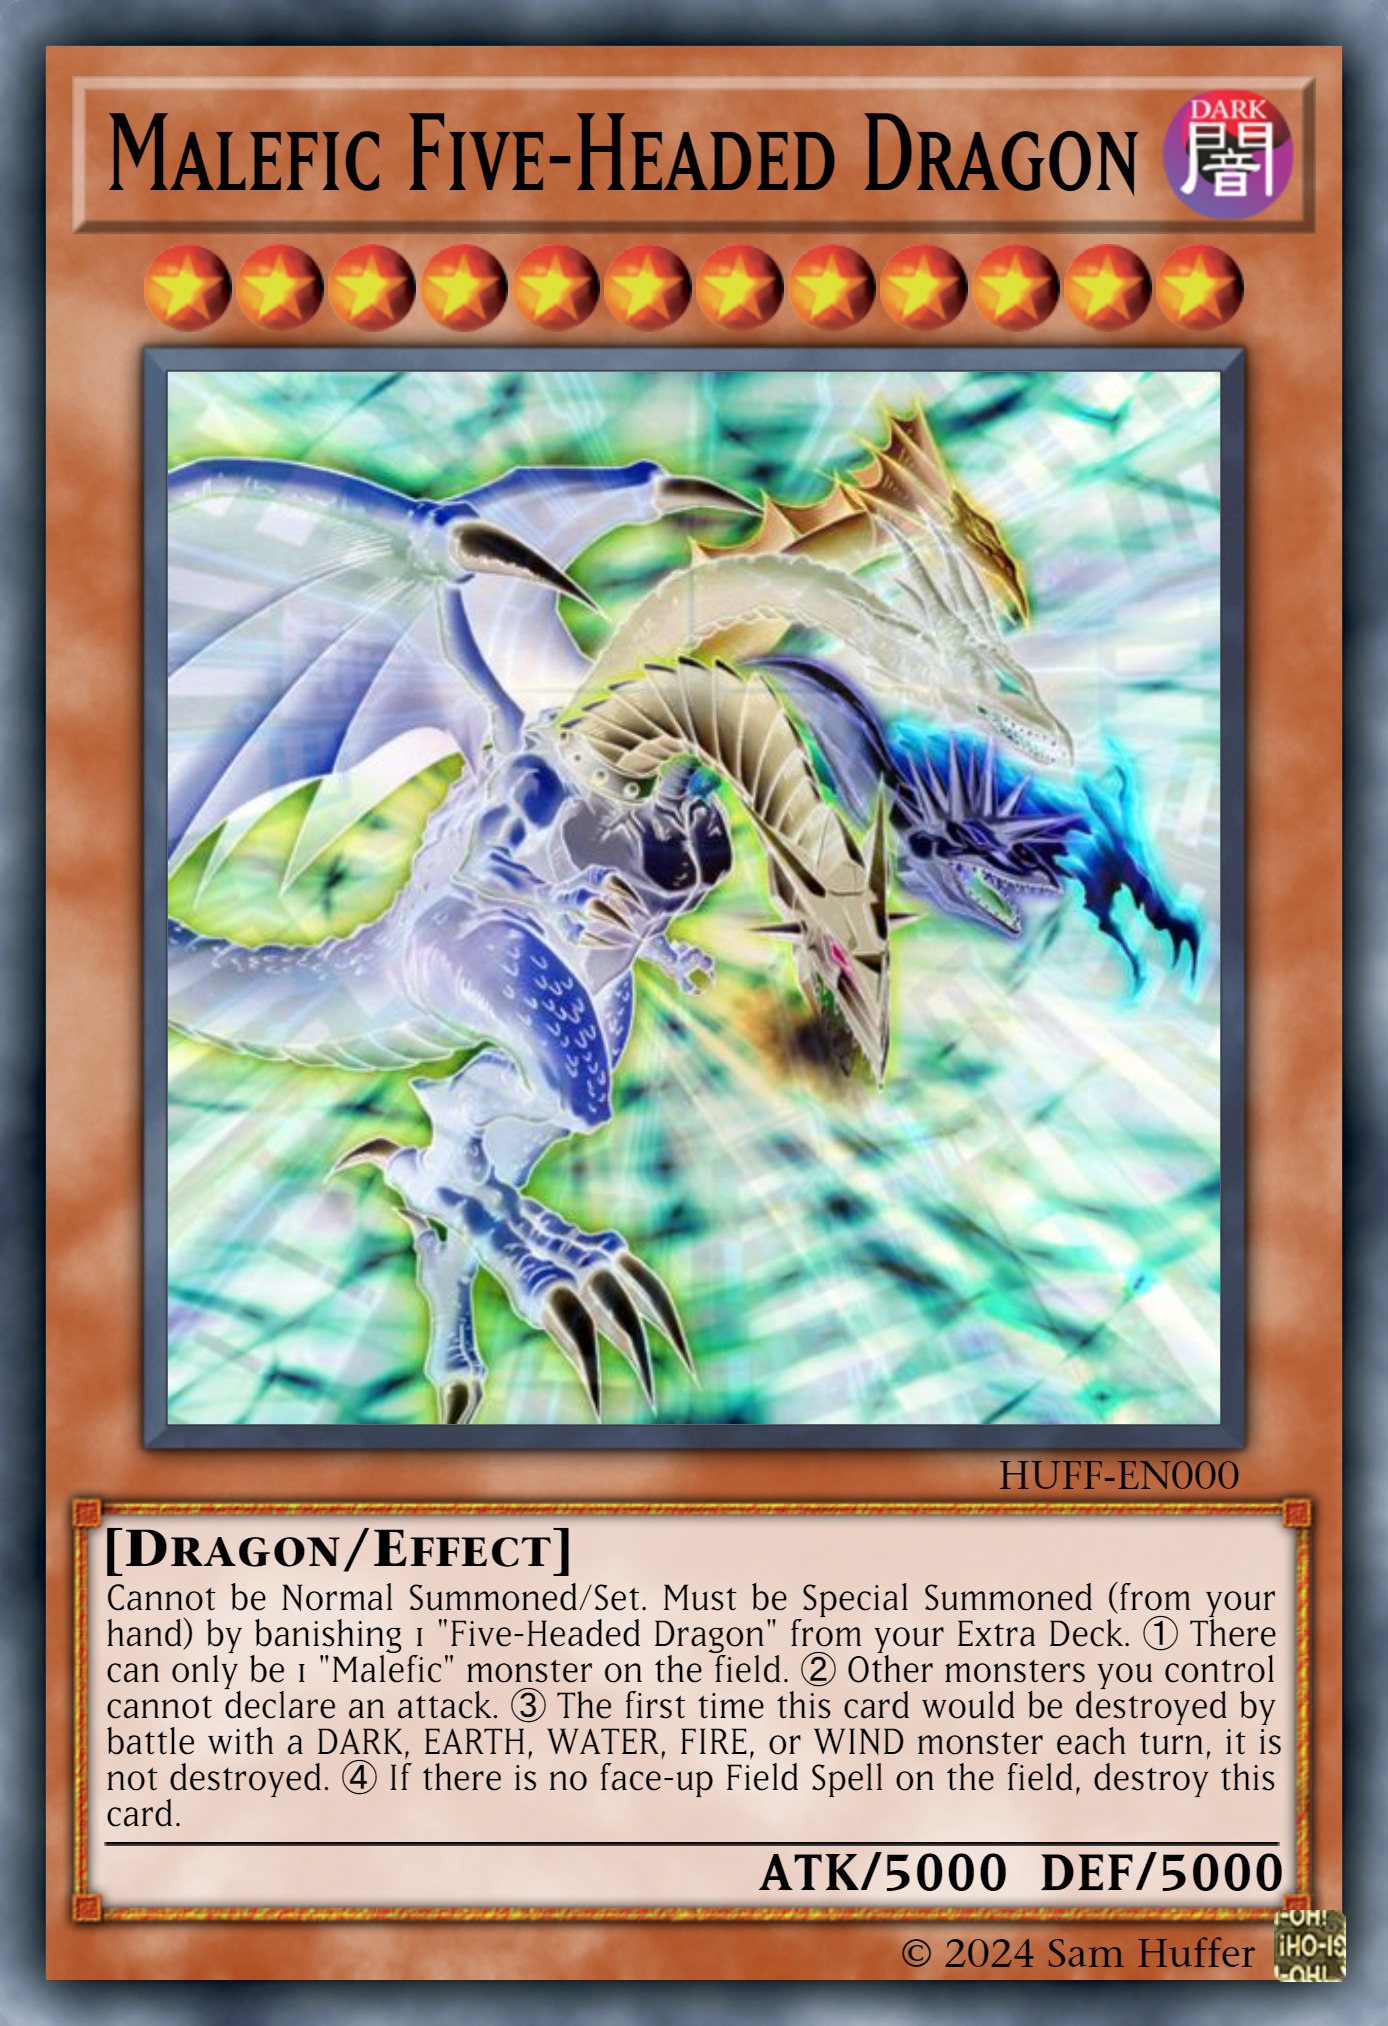 Malefic Five-Headed Dragon
DARK
闇
HUFF-EN000
[Dragon/Effect]
Cannot be Normal Summoned/Set. Must be Special Summoned (from your
hand) by banishing 1 "Five-Headed Dragon" from your Extra Deck. ① There
can only be 1 "Malefic" monster on the field. ② Other monsters you control
cannot declare an attack. ③ The first time this card would be destroyed by
battle with a DARK, EARTH, WATER, FIRE, or WIND monster each turn, it is
not destroyed. ④ If there is no face-up Field Spell on the field, destroy this
card.
ATK/5000 DEF/5000
© 2024 Sam Huffer